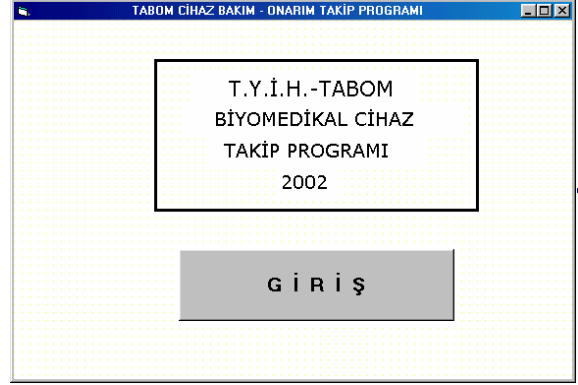 TABOM CİHAZ BAKIM - ONARIM TAKİP PROGRAMI
T.Y.İ.H.-TABOM
BİYOMEDİKAL CİHAZ
TAKİP PROGRAMI
2002
G İ R İ Ş